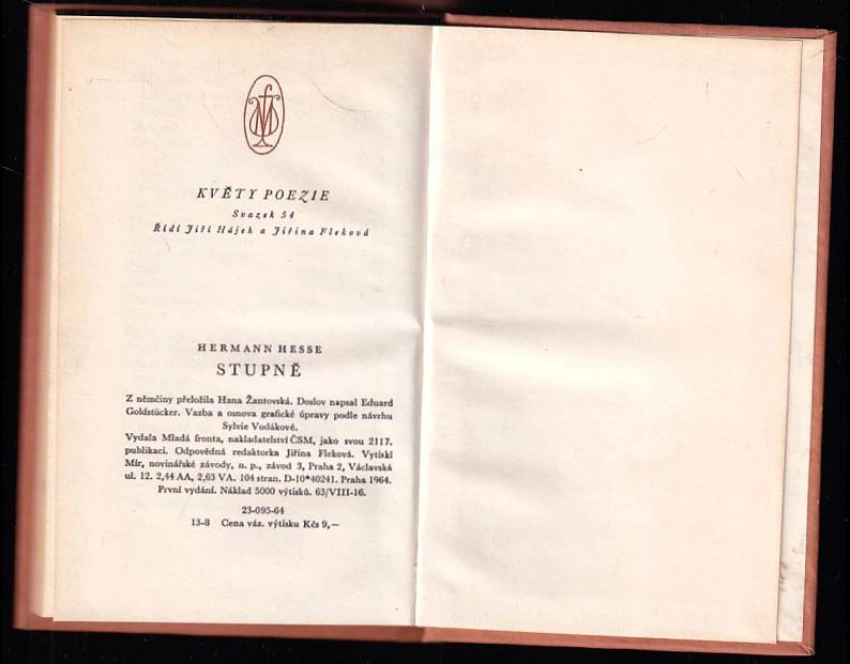 KVĚTY POEZIE
Svazek 54
Řídí Jiří Hájek a Jiřina Fleková
HERMANN HESSE
STUPNĚ
Z němčiny přeložila Hana Žantovská. Doslov napsal Eduard
Goldstücker. Vazba a osnova grafické úpravy podle návrhu
Sylvie Vodákové.
Vydala Mladá fronta, nakladatelství ČSM, jako svou 2117.
publikaci. Odpovědná redaktorka Jiřina Fleková. Vytiskl
Mír, novinářské závody, n. p., závod 3, Praha 2, Václavská
ul. 12. 2,44 AA, 2,63 VA. 104 stran. D-10*40241. Praha 1964.
První vydání. Náklad 5000 výtisků. 63/VIII-16.
23-095-64
13-8 Cena váz. výtisku Kčs 9,—